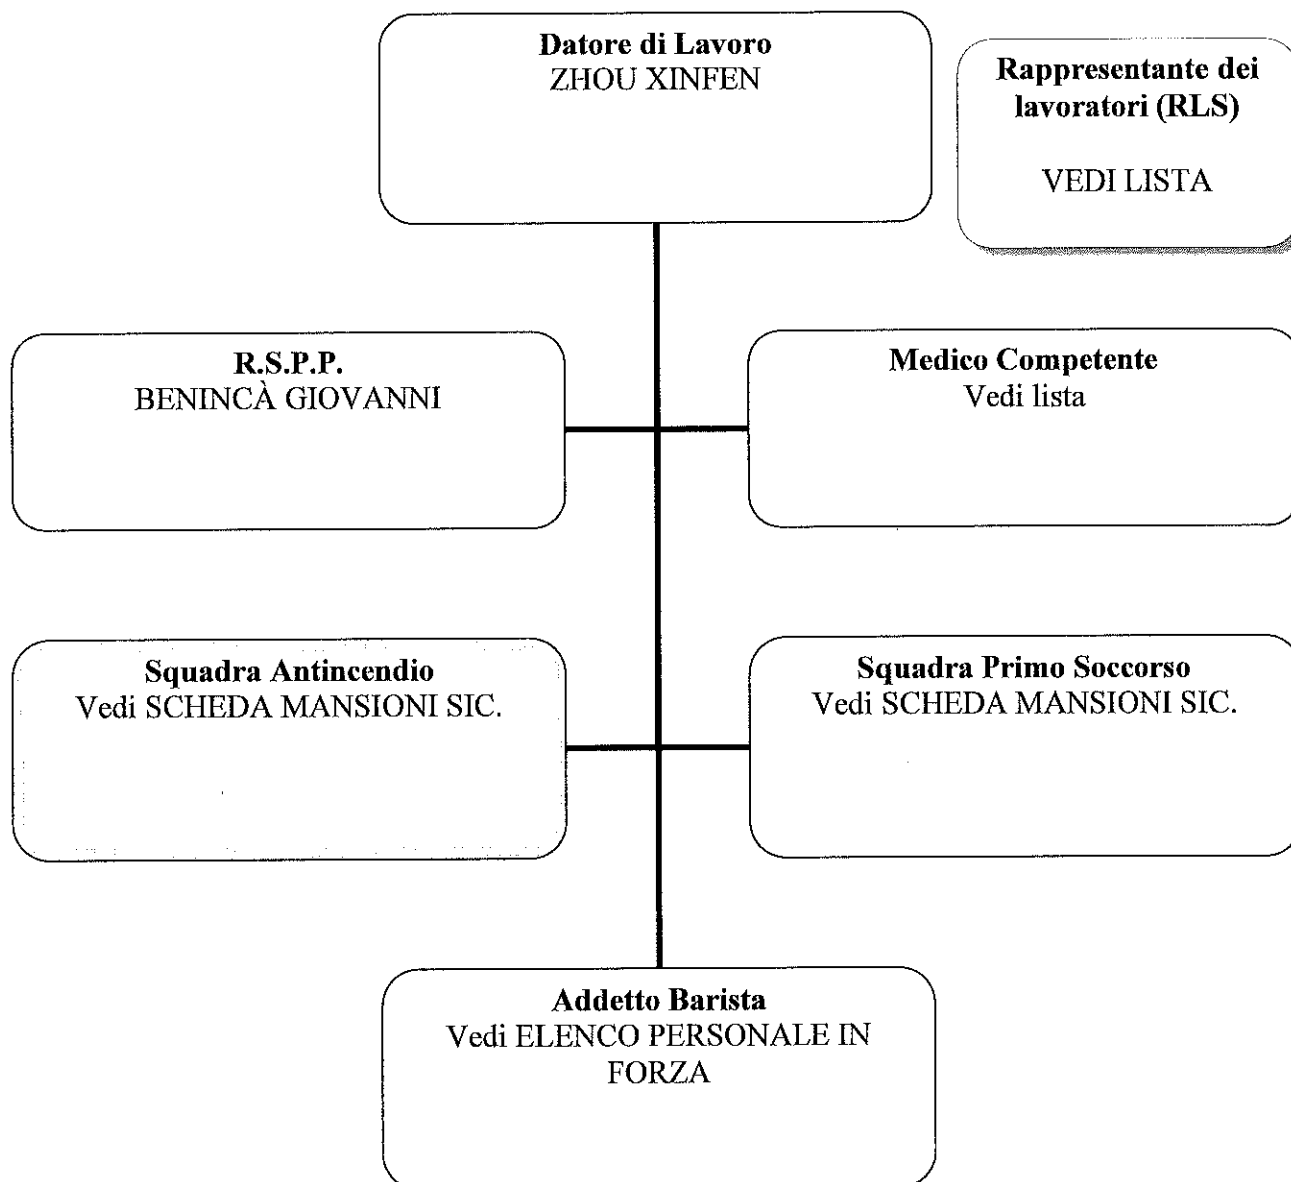 Datore di Lavoro
ZHOU XINFEN
Rappresentante dei
lavoratori (RLS)
VEDI LISTA
R.S.P.P.
BENINCÀ GIOVANNI
Medico Competente
Vedi lista
Squadra Antincendio
Vedi SCHEDA MANSIONI SIC.
Squadra Primo Soccorso
Vedi SCHEDA MANSIONI SIC.
Addetto Barista
Vedi ELENCO PERSONALE IN
FORZA